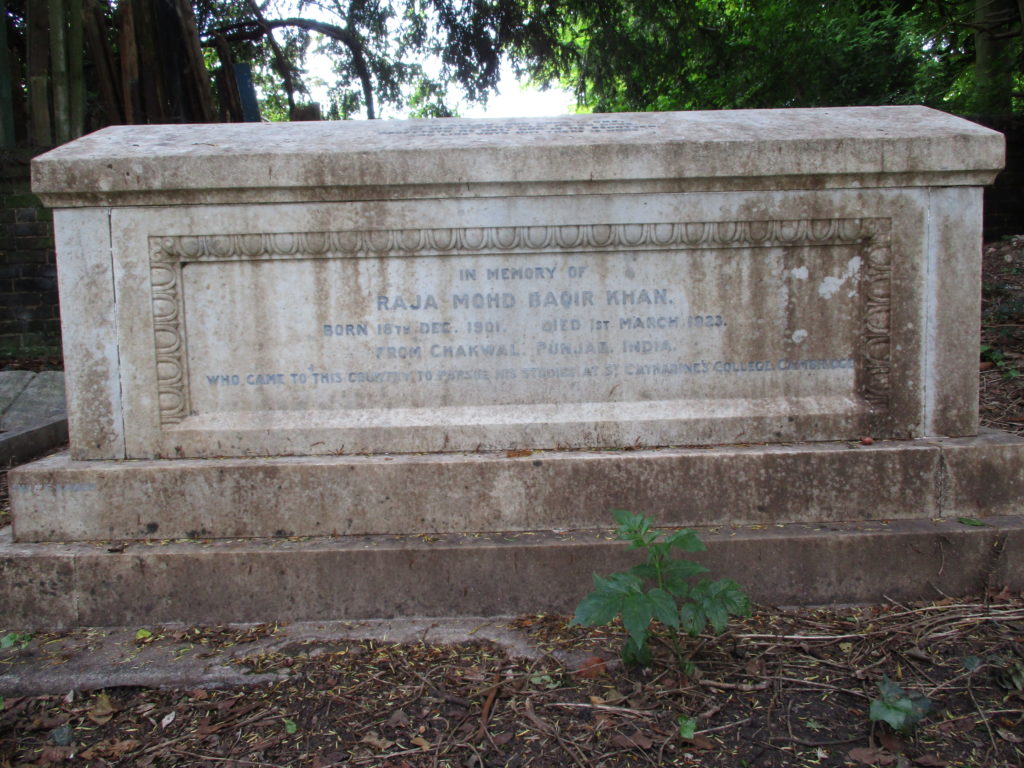 IN MEMORY OF
RAJA MOHD BAQIR KHAN.
BORN 18TH DEC. 1901. DIED 1ST MARCH 1923.
FROM CHAKWAL. PUNJAB. INDIA.
WHO CAME TO THIS COUNTRY TO PURSUE HIS STUDIES AT ST CATHARINE'S COLLEGE, CAMBRIDGE